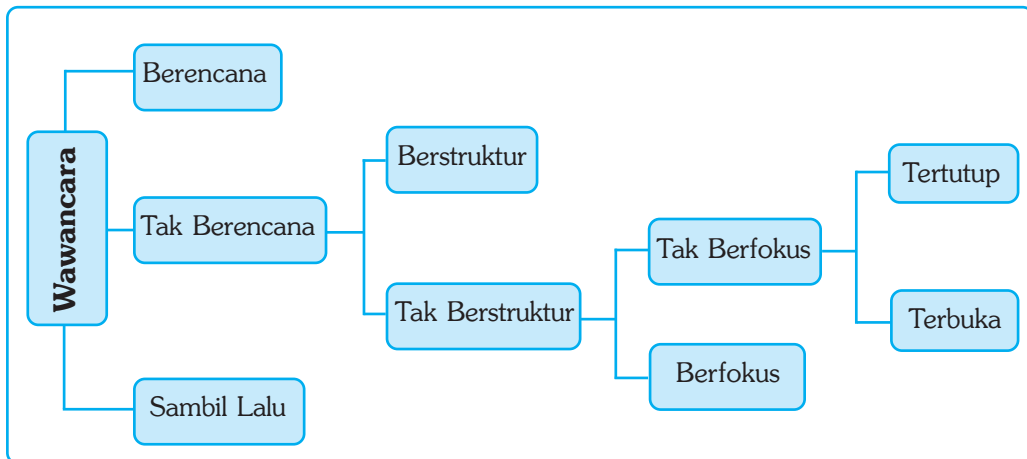 Wawancara
Berencana
Tak Berencana
Sambil Lalu
Berstruktur
Tak Berstruktur
Tak Berfokus
Berfokus
Tertutup
Terbuka